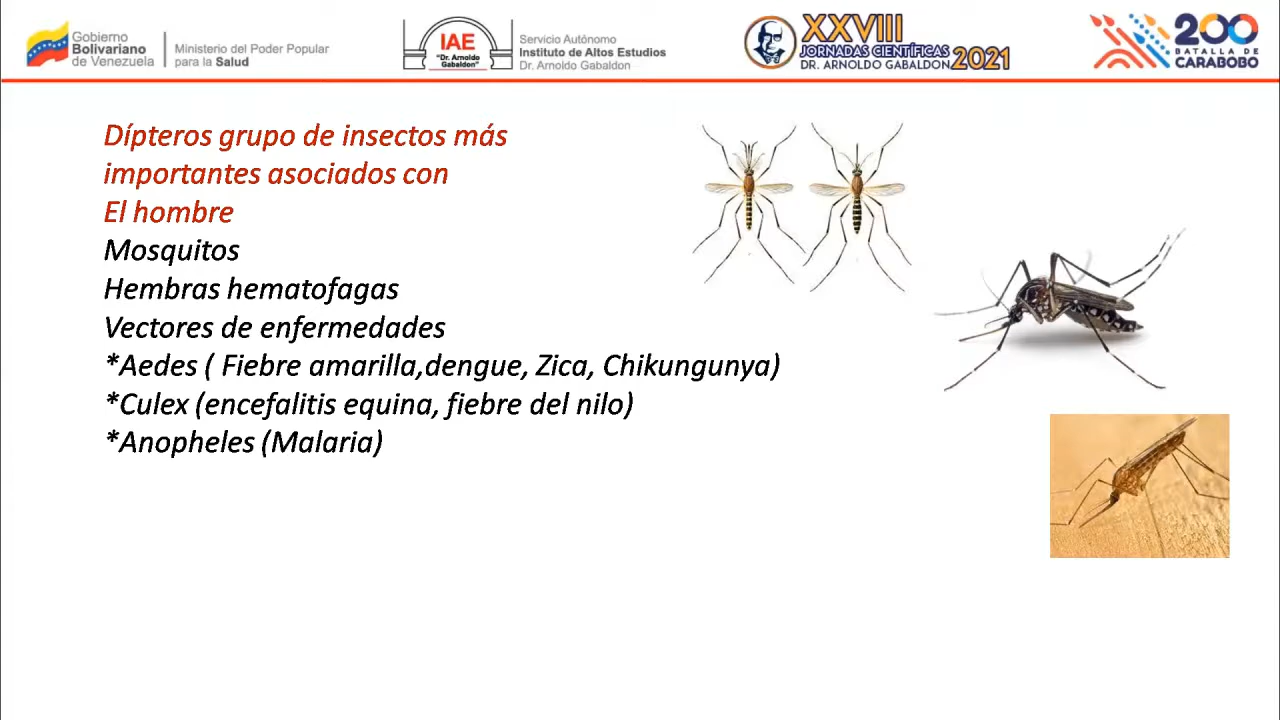 Gobierno
Bolivariano
de Venezuela
Ministerio del Poder Popular
para la Salud
IAE
"Dr. Arnoldo
Gabaldon"
Servicio Autónomo
Instituto de Altos Estudios
Dr. Arnoldo Gabaldon
XXVIII
JORNADAS CIENTÍFICAS
DR. ARNOLDO GABALDON 2021
200
BATALLA DE
CARABOBO
Dípteros grupo de insectos más
importantes asociados con
El hombre
Mosquitos
Hembras hematofagas
Vectores de enfermedades
*Aedes ( Fiebre amarilla,dengue, Zica, Chikungunya)
*Culex (encefalitis equina, fiebre del nilo)
*Anopheles (Malaria)